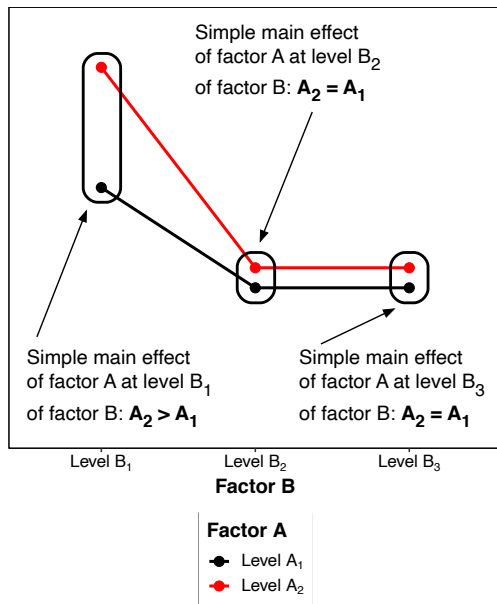 Simple main effect
of factor A at level B₂
of factor B: A₂ = A₁
Simple main effect
of factor A at level B₁
of factor B: A₂ > A₁
Simple main effect
of factor A at level B₃
of factor B: A₂ = A₁
Level B₁
Level B₂
Level B₃
Factor B
Factor A
Level A₁
Level A₂